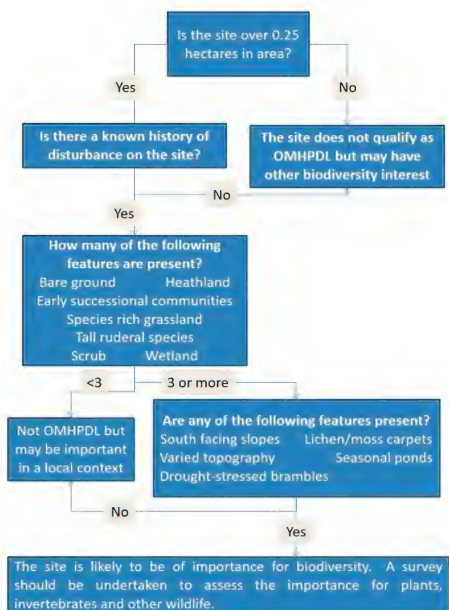 Is the site over 0.25
hectares in area?
Yes
No
Is there a known history of
disturbance on the site?
The site does not qualify as
OMHPDL but may have
other biodiversity interest
No
Yes
How many of the following
features are present?
Bare ground Heathland
Early successional communities
Species rich grassland
Tall ruderal species
Scrub Wetland
<3
3 or more
Not OMHPDL but
may be important
in a local context
Are any of the following features present?
South facing slopes Lichen/moss carpets
Varied topography Seasonal ponds
Drought-stressed brambles
No
Yes
The site is likely to be of importance for biodiversity. A survey
should be undertaken to assess the importance for plants,
invertebrates and other wildlife.